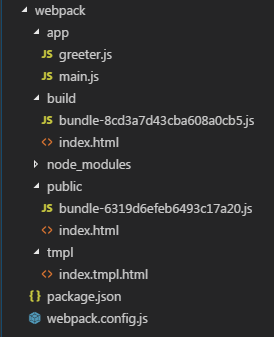 webpack
app
JS greeter.js
JS main.js
build
JS bundle-8cd3a7d43cba608a0cb5.js
<> index.html
node_modules
public
JS bundle-6319d6efeb6493c17a20.js
<> index.html
tmpl
<> index.tmpl.html
{} package.json
webpack.config.js